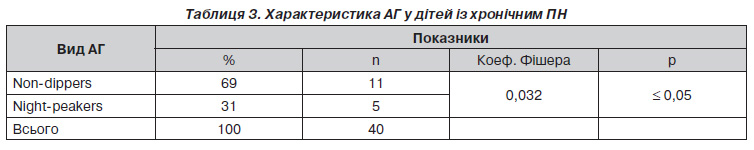 Таблиця 3. Характеристика АГ у дітей із хронічним ПН
Вид АГ Показники
% n Коеф. Фішера р
Non-dippers 69 11 0,032 ≤ 0,05
Night-peakers 31 5
Всього 100 40